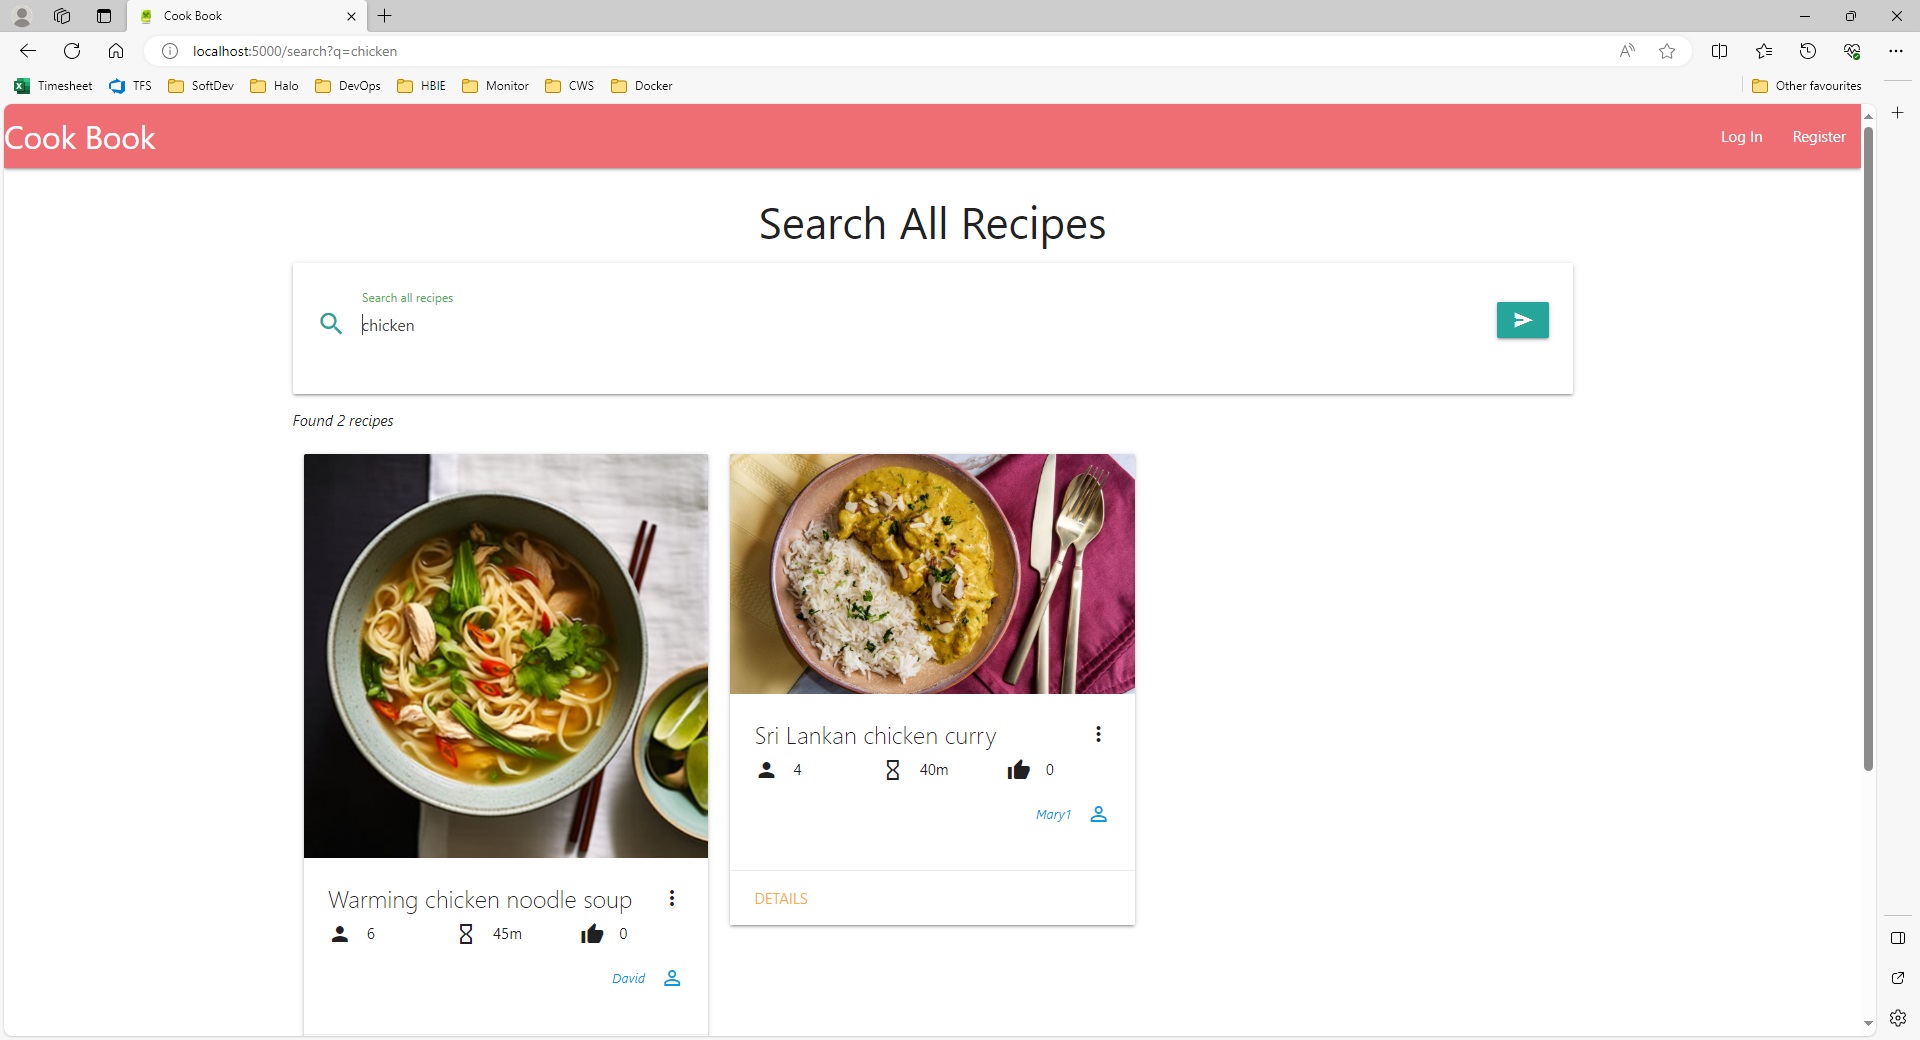 Cook Book
localhost:5000/search?q=chicken
Timesheet TFS SoftDev Halo DevOps HBIE Monitor CWS Docker Other favourites
Cook Book Log In Register
Search All Recipes
Search all recipes
chicken
Found 2 recipes
Warming chicken noodle soup
6 45m 0
David
Sri Lankan chicken curry
4 40m 0
Mary1
DETAILS